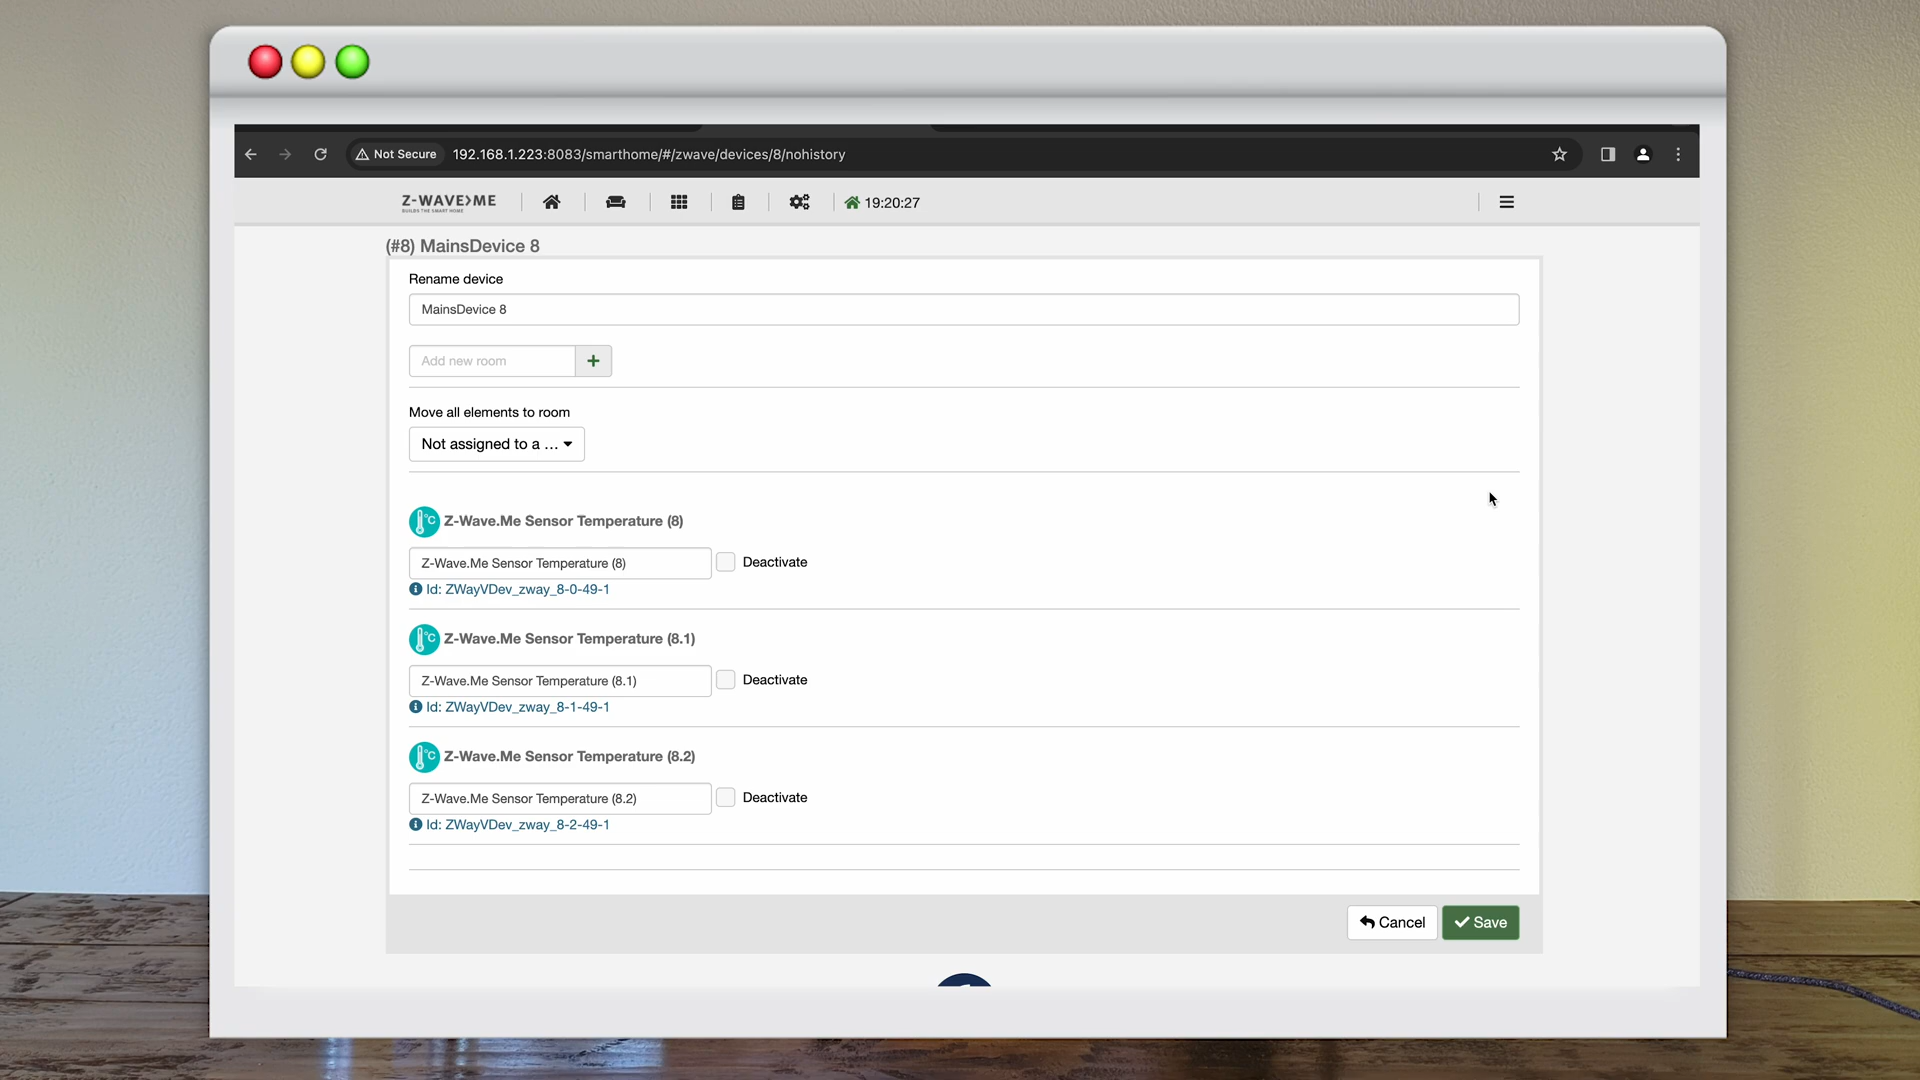 Not Secure 192.168.1.223:8083/smarthome/#/zwave/devices/8/nohistory
Z-WAVE>ME
BUILDS THE SMART HOME
19:20:27
(#8) MainsDevice 8
Rename device
MainsDevice 8
Add new room
+
Move all elements to room
Not assigned to a ...
°C Z-Wave.Me Sensor Temperature (8)
Z-Wave.Me Sensor Temperature (8) Deactivate
Id: ZWayVDev_zway_8-0-49-1
°C Z-Wave.Me Sensor Temperature (8.1)
Z-Wave.Me Sensor Temperature (8.1) Deactivate
Id: ZWayVDev_zway_8-1-49-1
°C Z-Wave.Me Sensor Temperature (8.2)
Z-Wave.Me Sensor Temperature (8.2) Deactivate
Id: ZWayVDev_zway_8-2-49-1
Cancel Save